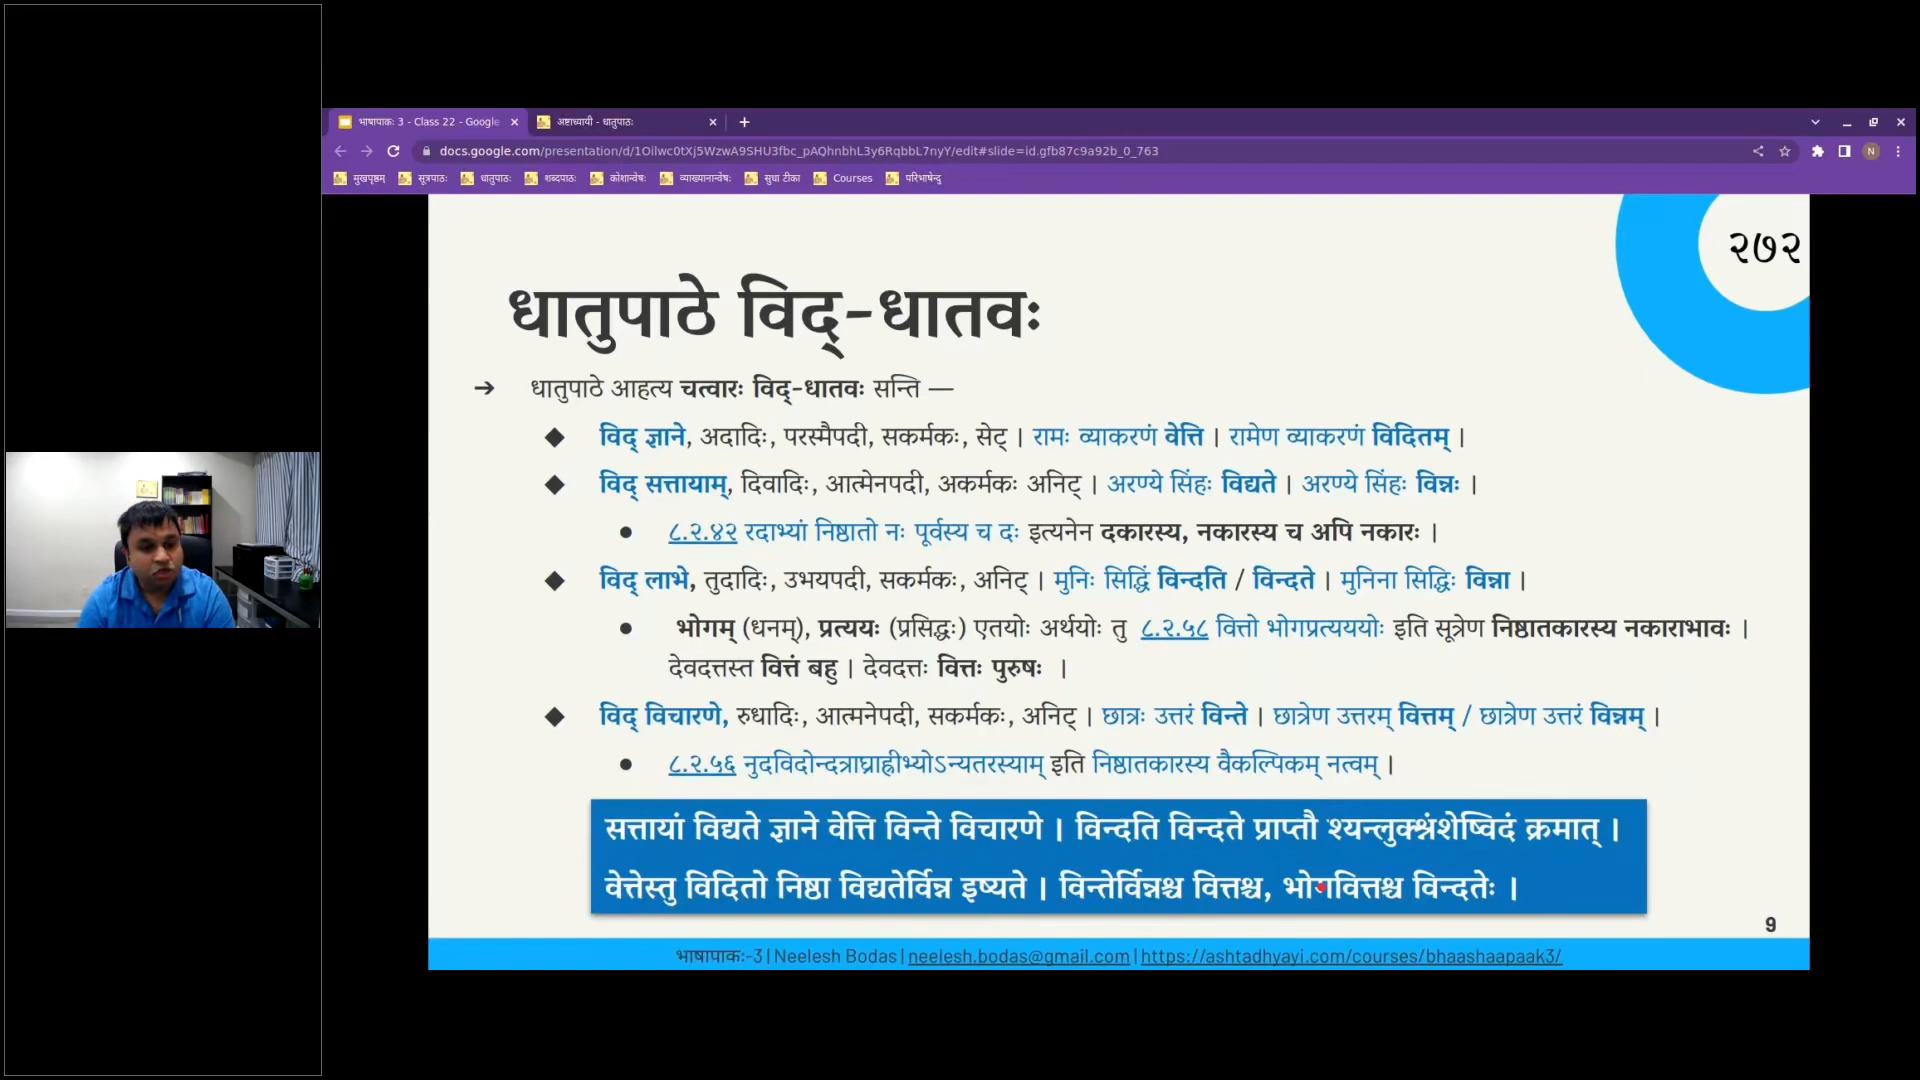 भाषापाकः 3 - Class 22 - Google
अष्टाध्यायी - धातुपाठः
docs.google.com/presentation/d/1Oilwc0tXj5WzwA9SHU3fbc_pAQhnbhL3y6RqbbL7nyY/edit#slide=id.gfb87c9a92b_0_763
N
मुखपृष्ठम् सूत्रपाठः धातुपाठः शब्दपाठः कोशान्वेषः व्याख्यानान्वेषः सुधा टीका Courses परिभाषेन्दु
२७२
धातुपाठे विद्-धातवः
➔ धातुपाठे आहत्य चत्वारः विद्-धातवः सन्ति —
◆ विद् ज्ञाने, अदादिः, परस्मैपदी, सकर्मकः, सेट् । रामः व्याकरणं वेत्ति । रामेण व्याकरणं विदितम् ।
◆ विद् सत्तायाम्, दिवादिः, आत्मेनपदी, अकर्मकः अनिट् । अरण्ये सिंहः विद्यते । अरण्ये सिंहः विन्नः ।
● ८.२.४२ रदाभ्यां निष्ठातो नः पूर्वस्य च दः इत्यनेन दकारस्य, नकारस्य च अपि नकारः ।
◆ विद् लाभे, तुदादिः, उभयपदी, सकर्मकः, अनिट् । मुनिः सिद्धिं विन्दति / विन्दते । मुनिना सिद्धिः विन्ना ।
● भोगम् (धनम्), प्रत्ययः (प्रसिद्धः) एतयोः अर्थयोः तु ८.२.५८ वित्तो भोगप्रत्यययोः इति सूत्रेण निष्ठातकारस्य नकाराभावः ।
देवदत्तस्त वित्तं बहु । देवदत्तः वित्तः पुरुषः ।
◆ विद् विचारणे, रुधादिः, आत्मनेपदी, सकर्मकः, अनिट् । छात्रः उत्तरं विन्ते । छात्रेण उत्तरम् वित्तम् / छात्रेण उत्तरं विन्नम् ।
● ८.२.५६ नुदविदोन्दत्राघ्राह्रीभ्योऽन्यतरस्याम् इति निष्ठातकारस्य वैकल्पिकम् नत्वम् ।
सत्तायां विद्यते ज्ञाने वेत्ति विन्ते विचारणे । विन्दति विन्दते प्राप्तौ श्यन्लुक्श्नंशेष्विदं क्रमात् ।
वेत्तेस्तु विदितो निष्ठा विद्यतेर्विन्न इष्यते । विन्तेर्विन्नश्च वित्तश्च, भोगवित्तश्च विन्दतेः ।
9
भाषापाकः-3 | Neelesh Bodas | neelesh.bodas@gmail.com | https://ashtadhyayi.com/courses/bhaashaapaak3/